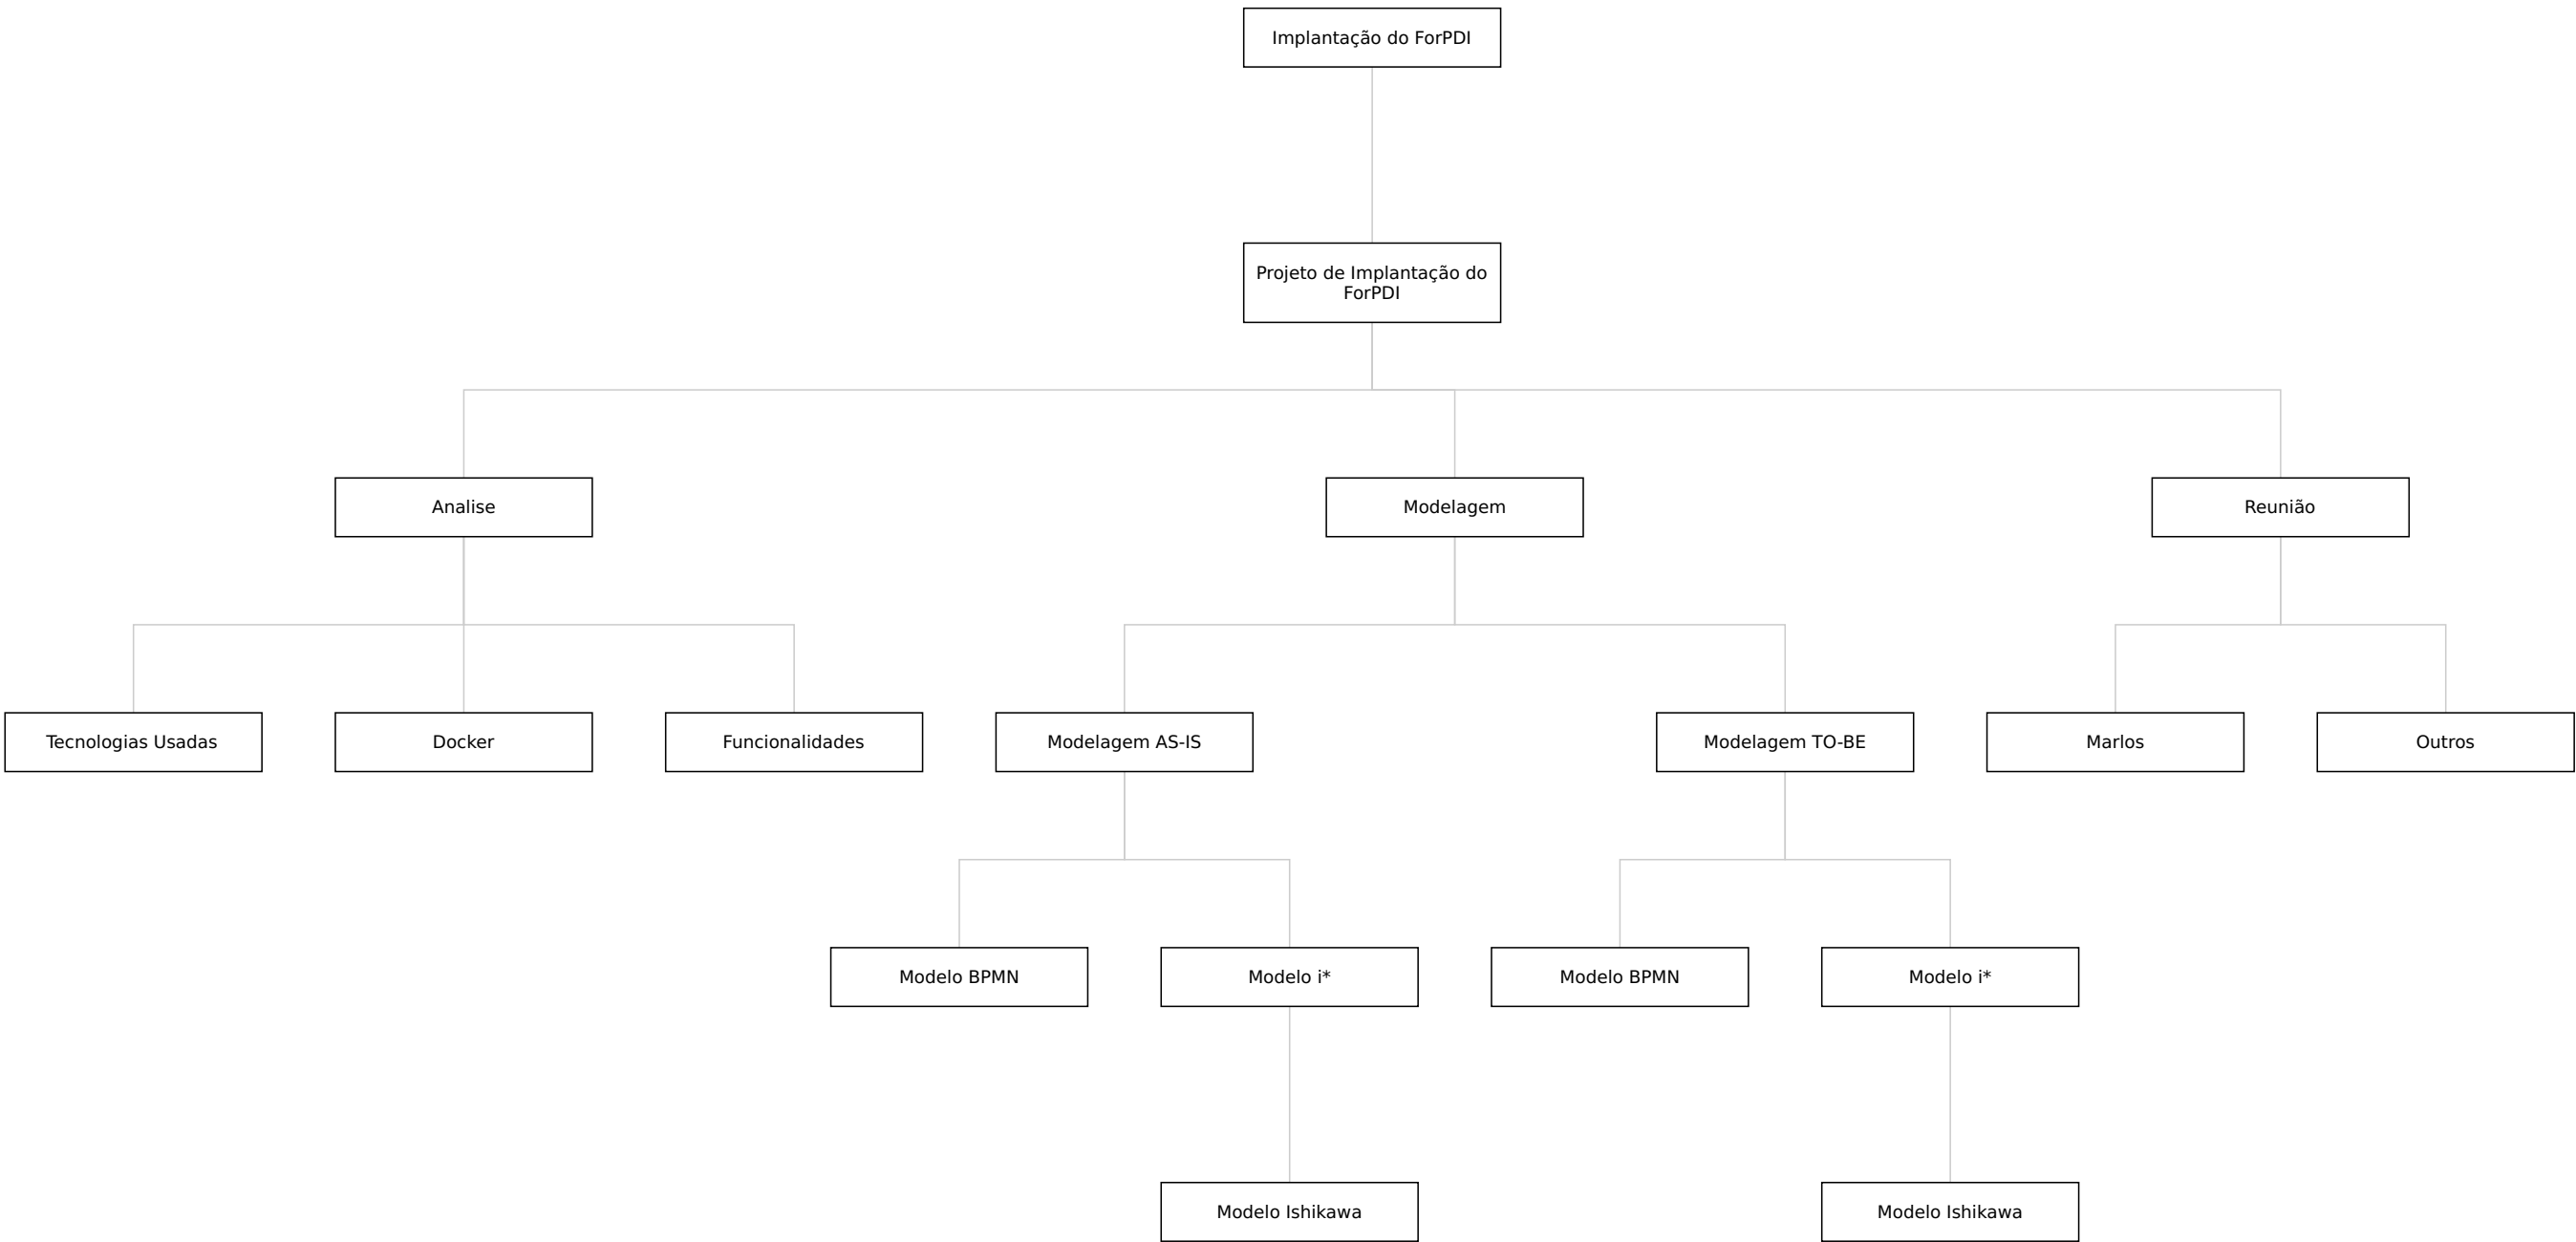 Implantação do ForPDI
Projeto de Implantação do
ForPDI
Analise
Modelagem
Reunião
Tecnologias Usadas
Docker
Funcionalidades
Modelagem AS-IS
Modelagem TO-BE
Marlos
Outros
Modelo BPMN
Modelo i*
Modelo BPMN
Modelo i*
Modelo Ishikawa
Modelo Ishikawa